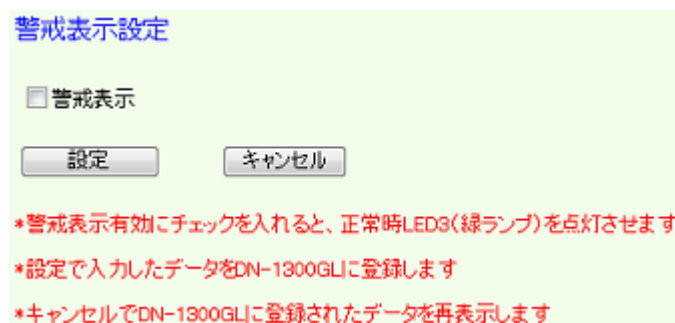 警戒表示設定
警戒表示
設定
キャンセル
*警戒表示有効にチェックを入れると、正常時LED3(緑ランプ)を点灯させます
*設定で入力したデータをDN-1300GLに登録します
*キャンセルでDN-1300GLに登録されたデータを再表示します